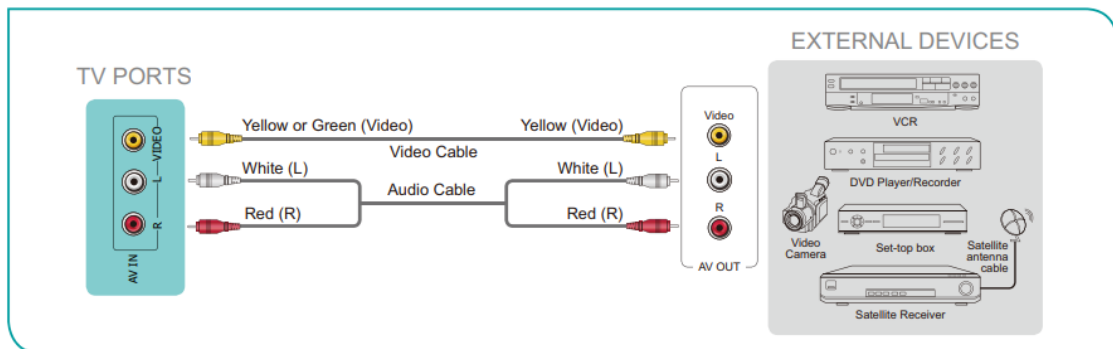 EXTERNAL DEVICES
TV PORTS
VIDEO
L
R
AV IN
Yellow or Green (Video)
Yellow (Video)
Video Cable
White (L)
White (L)
Audio Cable
Red (R)
Red (R)
Video
L
R
AV OUT
VCR
DVD Player/Recorder
Video
Camera
Set-top box
Satellite
antenna
cable
Satellite Receiver